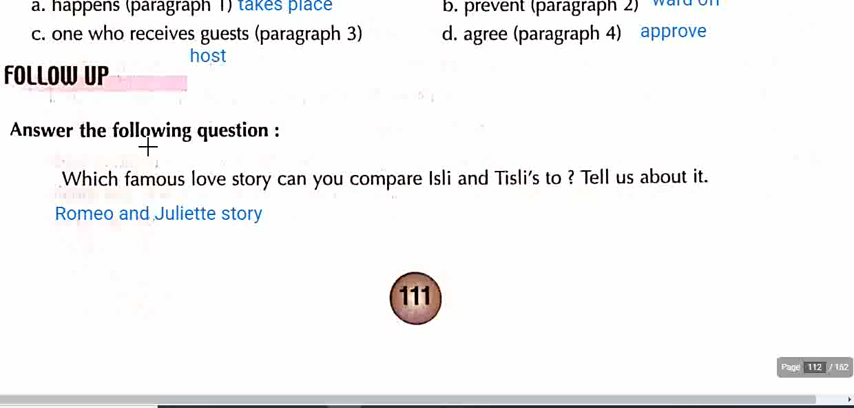 a. happens (paragraph 1) takes place b. prevent (paragraph 2) ward off
c. one who receives guests (paragraph 3) d. agree (paragraph 4) approve
host
FOLLOW UP
Answer the following question :
Which famous love story can you compare Isli and Tisli's to ? Tell us about it.
Romeo and Juliette story
111
Page 112 / 162